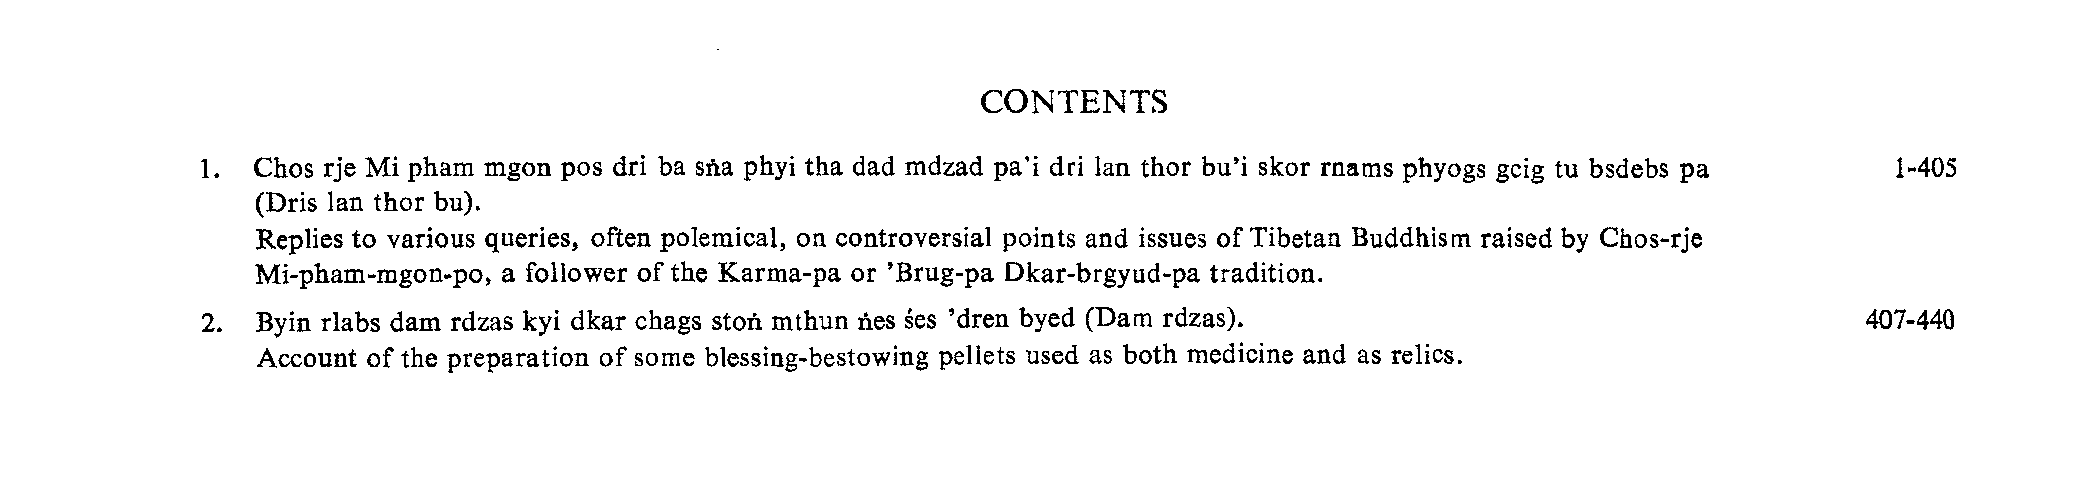 CONTENTS
1. Chos rje Mi pham mgon pos dri ba sṅa phyi tha dad mdzad pa'i dri lan thor bu'i skor rnams phyogs gcig tu bsdebs pa 1-405
(Dris lan thor bu).
Replies to various queries, often polemical, on controversial points and issues of Tibetan Buddhism raised by Chos-rje
Mi-pham-mgon-po, a follower of the Karma-pa or 'Brug-pa Dkar-brgyud-pa tradition.
2. Byin rlabs dam rdzas kyi dkar chags stoṅ mthun ṅes śes 'dren byed (Dam rdzas). 407-440
Account of the preparation of some blessing-bestowing pellets used as both medicine and as relics.